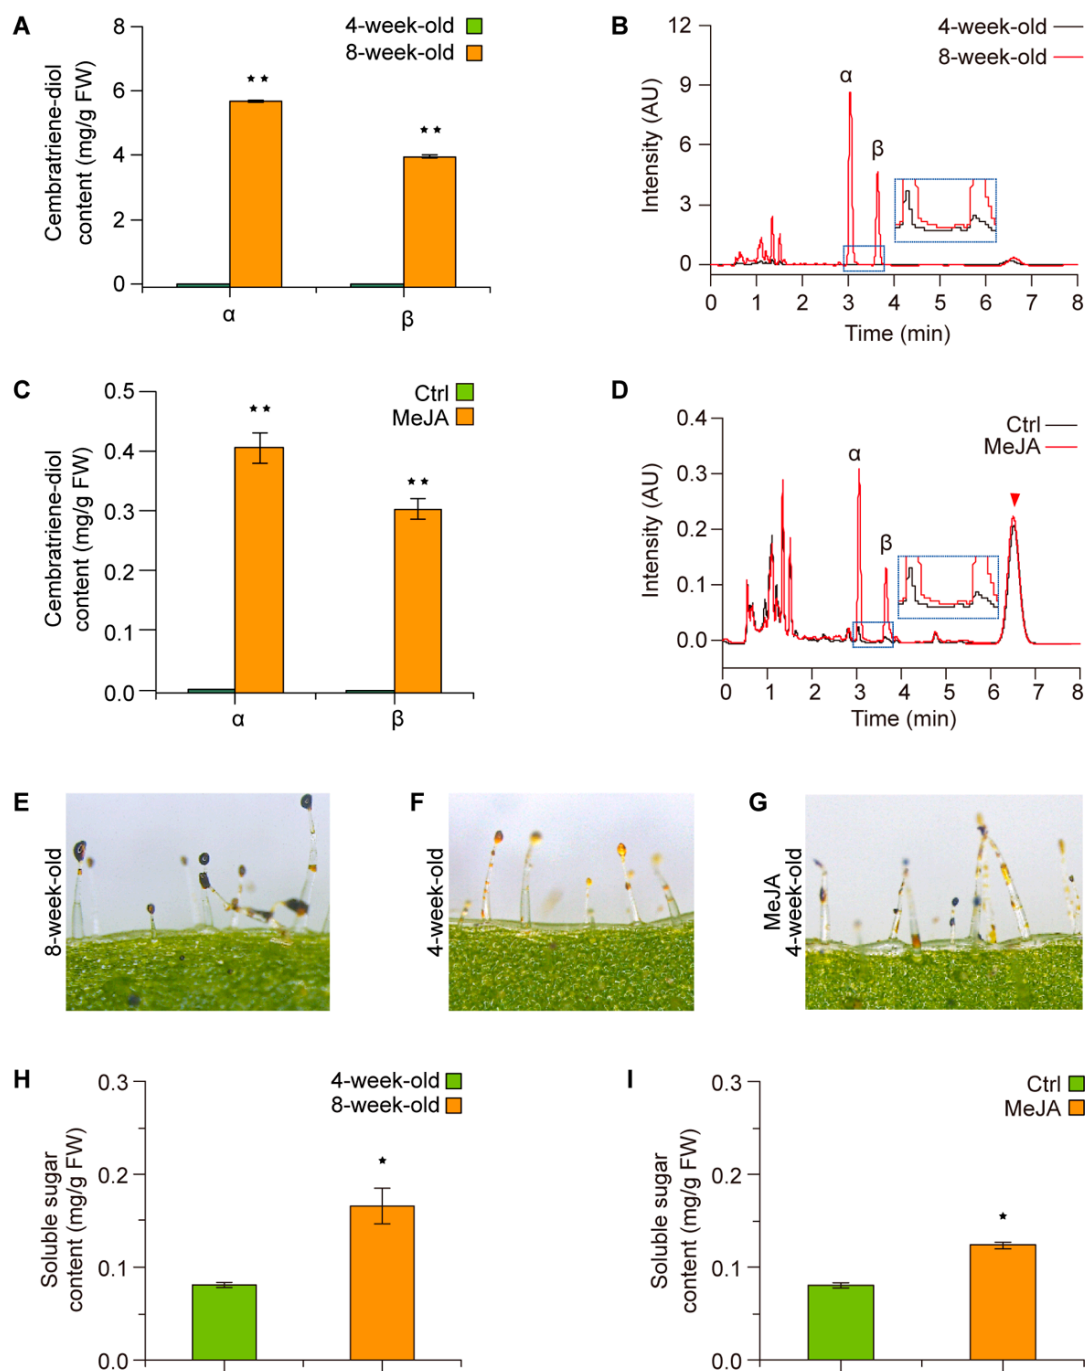 A
4-week-old
8-week-old
Cembratriene-diol
content (mg/g FW)
8
6
4
2
0
★★
★★
α
β
B
4-week-old
8-week-old
Intensity (AU)
12
9
6
3
0
α
β
0 1 2 3 4 5 6 7 8
Time (min)
C
Ctrl
MeJA
Cembratriene-diol
content (mg/g FW)
0.5
0.4
0.3
0.2
0.1
0.0
★★
★★
α
β
D
Ctrl
MeJA
Intensity (AU)
0.4
0.3
0.2
0.1
0.0
α
β
0 1 2 3 4 5 6 7 8
Time (min)
E
8-week-old
F
4-week-old
G
MeJA
4-week-old
H
4-week-old
8-week-old
Soluble sugar
content (mg/g FW)
0.3
0.2
0.1
0.0
★
I
Ctrl
MeJA
Soluble sugar
content (mg/g FW)
0.3
0.2
0.1
0.0
★